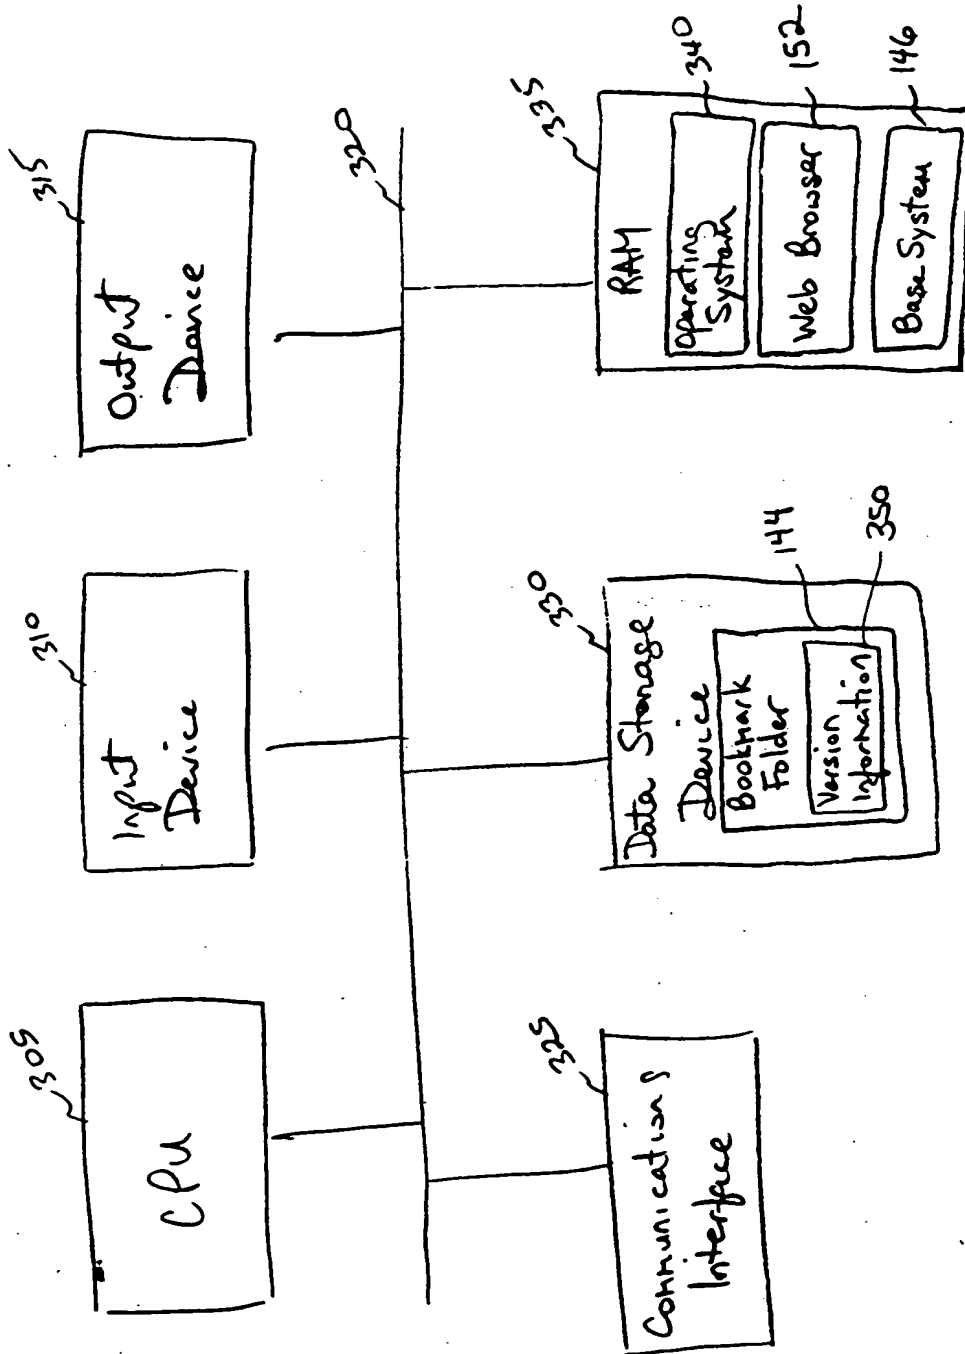 305
CPU
310
Input
Device
315
Output
Device
320
325
Communications
Interface
330
Data Storage
Device
Bookmark
Folder
144
Version
Information
350
335
RAM
Operating
System
340
Web Browser
152
Base System
146